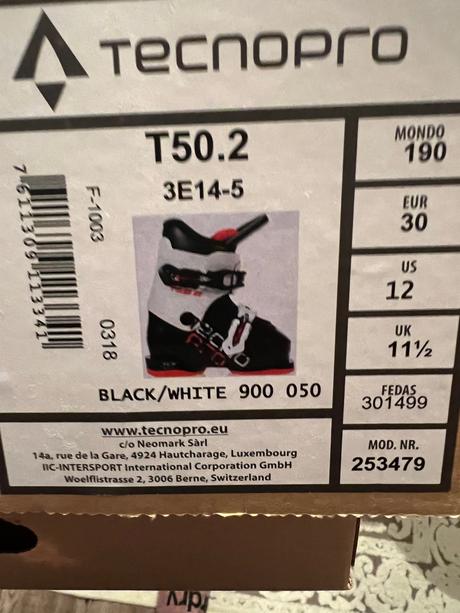 TECNOPRO
T50.2
3E14-5
7611309113341
F-1003
0318
BLACK/WHITE 900 050
www.tecnopro.eu
c/o Neomark Sàrl
14a, rue de la Gare, 4924 Hautcharage, Luxembourg
IIC-INTERSPORT International Corporation GmbH
Woelflistrasse 2, 3006 Berne, Switzerland
MONDO
190
EUR
30
US
12
UK
11½
FEDAS
301499
MOD. NR.
253479